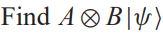 Find A ⊗ B|ψ⟩